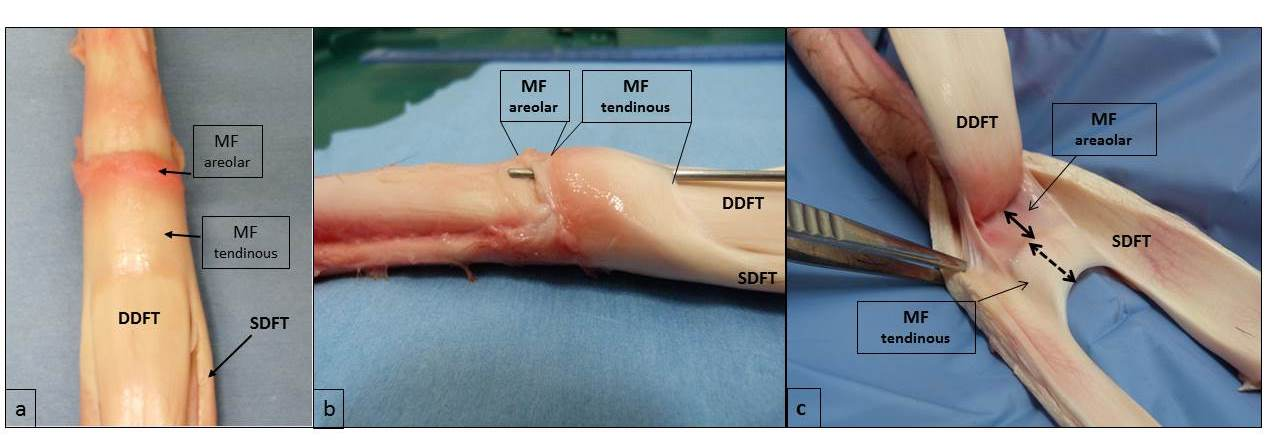 MF
areolar
MF
tendinous
DDFT
SDFT
a
MF
areolar
MF
tendinous
DDFT
SDFT
b
DDFT
MF
areaolar
SDFT
MF
tendinous
c